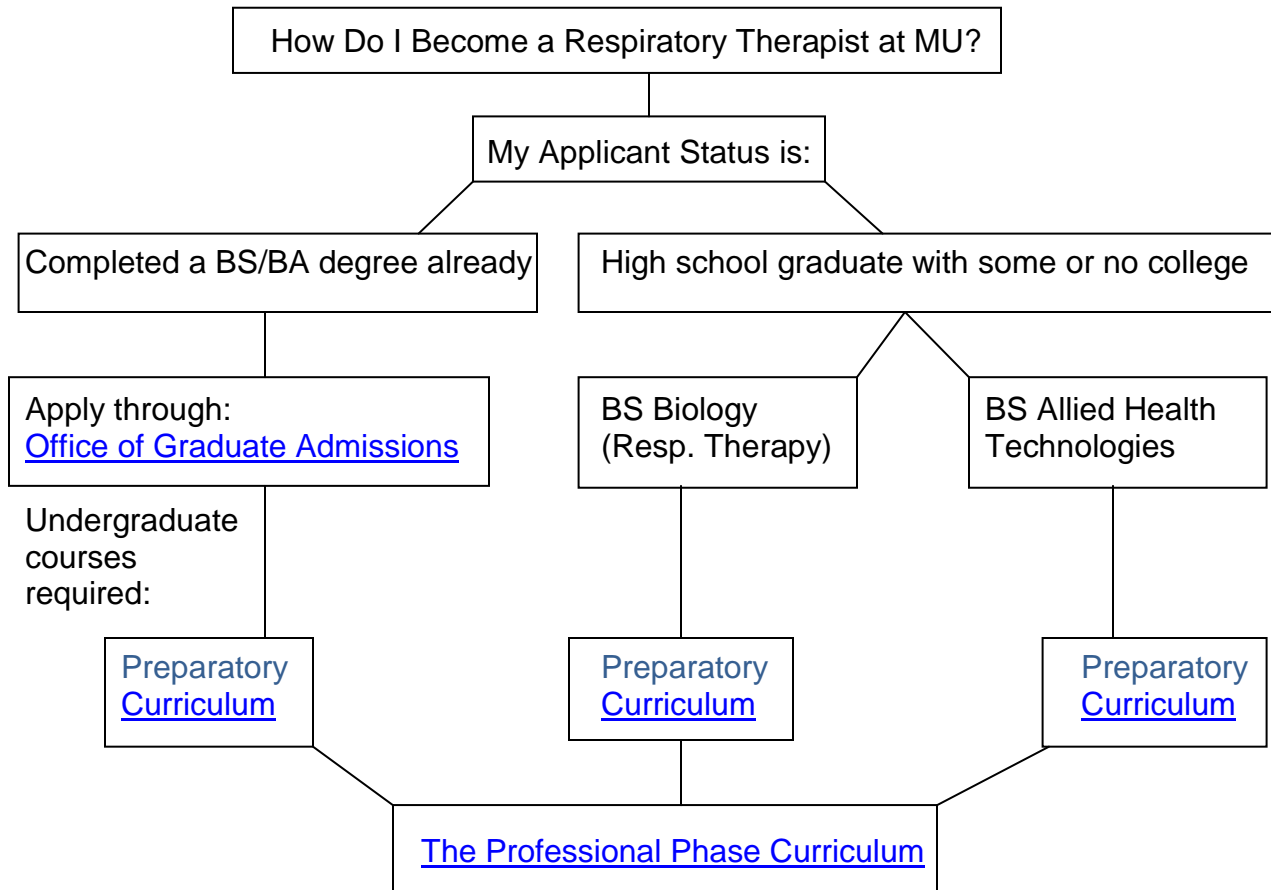 How Do I Become a Respiratory Therapist at MU?
My Applicant Status is:
Completed a BS/BA degree already
High school graduate with some or no college
Apply through:
Office of Graduate Admissions
BS Biology
(Resp. Therapy)
BS Allied Health
Technologies
Undergraduate
courses
required:
Preparatory
Curriculum
Preparatory
Curriculum
Preparatory
Curriculum
The Professional Phase Curriculum